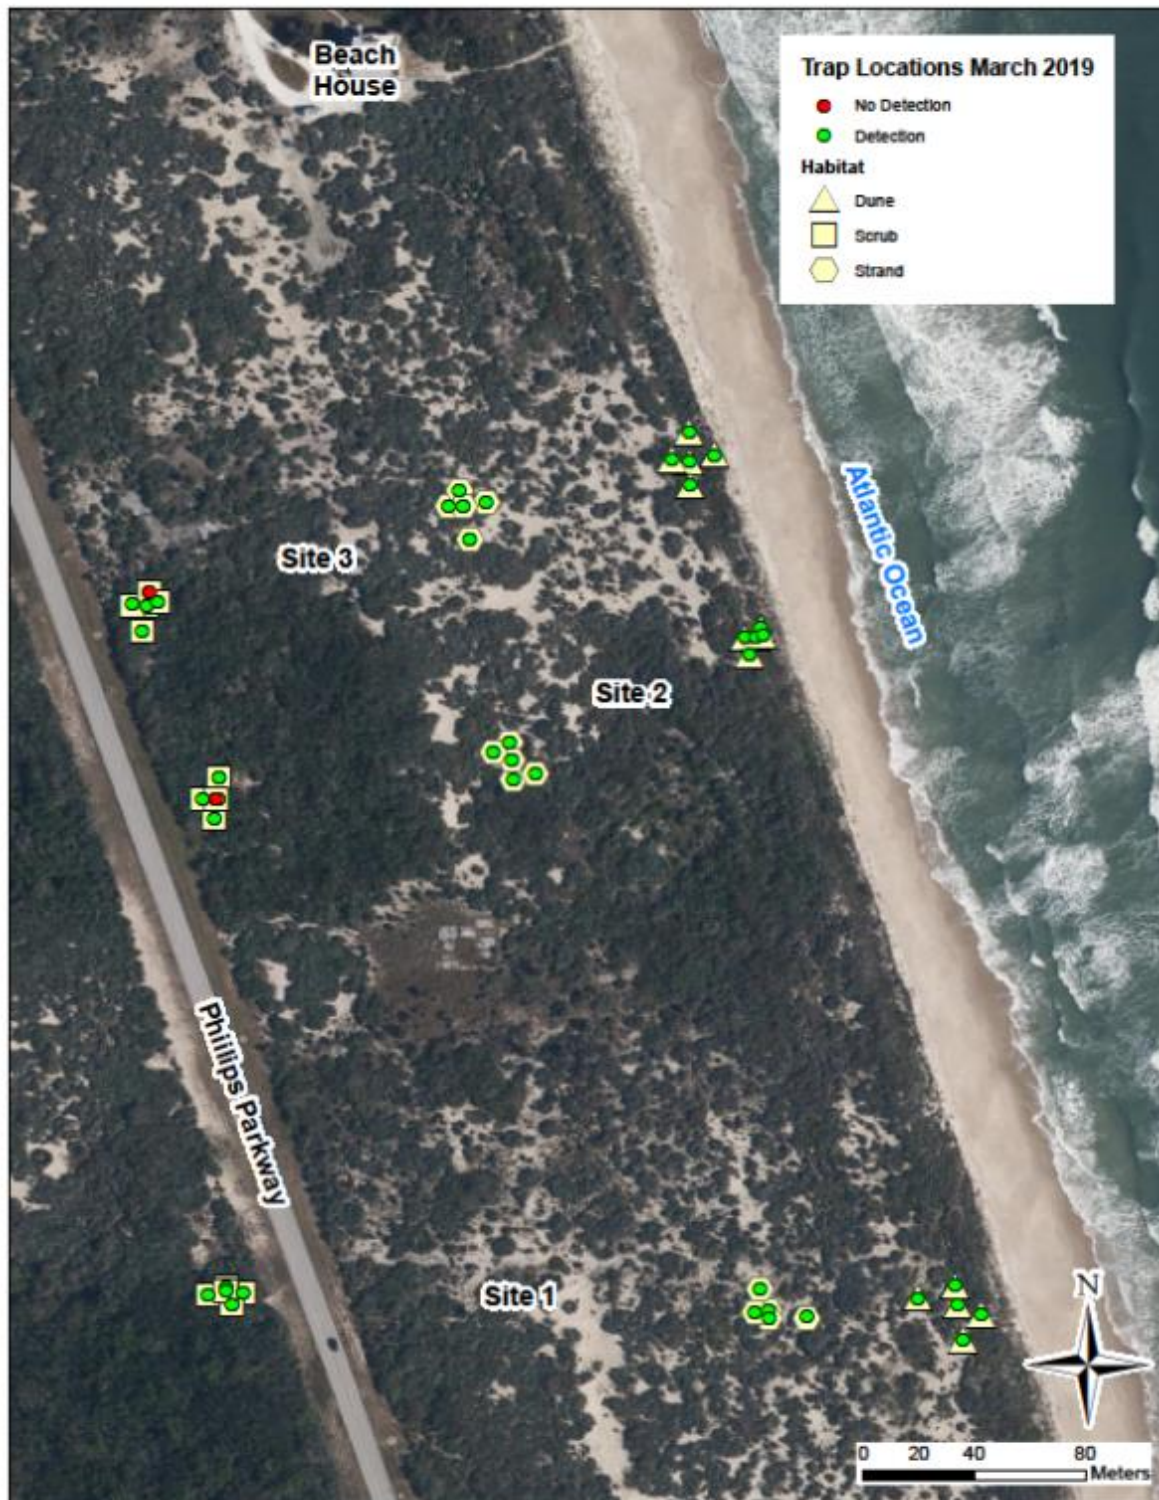 Beach
House
Trap Locations March 2019
No Detection
Detection
Habitat
Dune
Scrub
Strand
Atlantic Ocean
Site 3
Site 2
Phillips Parkway
Site 1
N
0 20 40 80
Meters